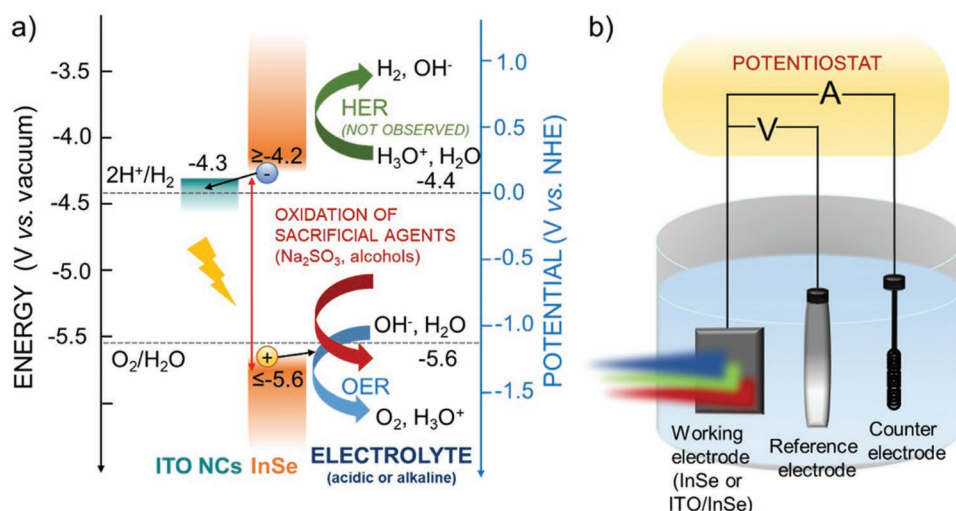 a)
ENERGY (V vs. vacuum)
-3.5
-4.0
-4.5
-5.0
-5.5
2H⁺/H₂
O₂/H₂O
-4.3
≥-4.2
-
+
≤-5.6
H₂, OH⁻
HER
(NOT OBSERVED)
H₃O⁺, H₂O
-4.4
OXIDATION OF
SACRIFICIAL AGENTS
(Na₂SO₃, alcohols)
OH⁻, H₂O
-5.6
OER
O₂, H₃O⁺
ITO NCs
InSe
ELECTROLYTE
(acidic or alkaline)
1.0
0.5
0.0
-0.5
-1.0
-1.5
POTENTIAL (V vs. NHE)
b)
POTENTIOSTAT
A
V
Working
electrode
(InSe or
ITO/InSe)
Reference
electrode
Counter
electrode